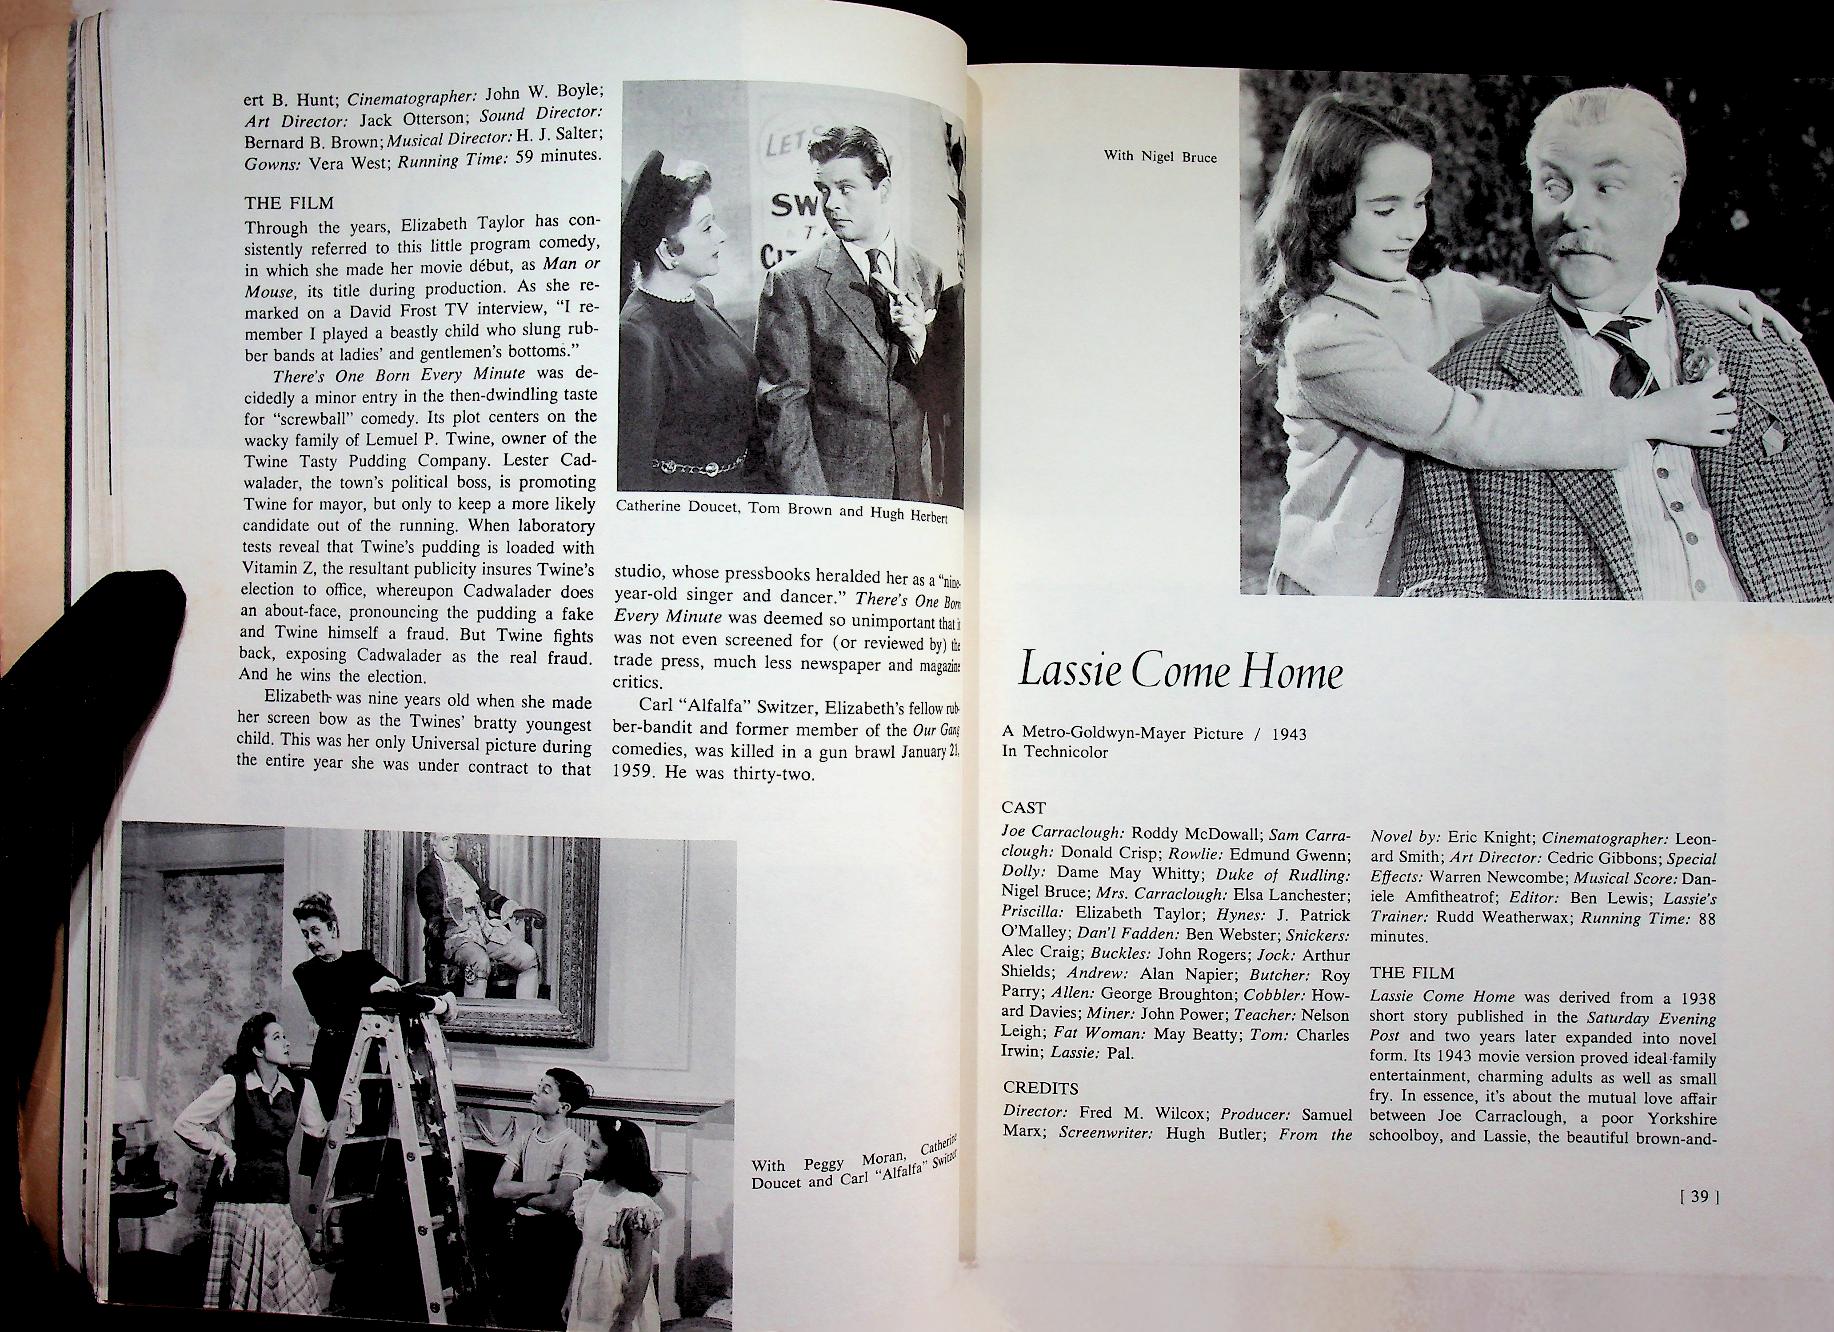 ert B. Hunt; Cinematographer: John W. Boyle;
Art Director: Jack Otterson; Sound Director:
Bernard B. Brown; Musical Director: H. J. Salter;
Gowns: Vera West; Running Time: 59 minutes.
THE FILM
Through the years, Elizabeth Taylor has con-
sistently referred to this little program comedy,
in which she made her movie début, as Man or
Mouse, its title during production. As she re-
marked on a David Frost TV interview, “I re-
member I played a beastly child who slung rub-
ber bands at ladies’ and gentlemen’s bottoms.”
There’s One Born Every Minute was de-
cidedly a minor entry in the then-dwindling taste
for “screwball” comedy. Its plot centers on the
wacky family of Lemuel P. Twine, owner of the
Twine Tasty Pudding Company. Lester Cad-
walader, the town’s political boss, is promoting
Twine for mayor, but only to keep a more likely
candidate out of the running. When laboratory
tests reveal that Twine’s pudding is loaded with
Vitamin Z, the resultant publicity insures Twine’s
election to office, whereupon Cadwalader does
an about-face, pronouncing the pudding a fake
and Twine himself a fraud. But Twine fights
back, exposing Cadwalader as the real fraud.
And he wins the election.
Elizabeth was nine years old when she made
her screen bow as the Twines’ bratty youngest
child. This was her only Universal picture during
the entire year she was under contract to that
LET
SW
CIT
Catherine Doucet, Tom Brown and Hugh Herbert
studio, whose pressbooks heralded her as a “nine-
year-old singer and dancer.” There’s One Born
Every Minute was deemed so unimportant that it
was not even screened for (or reviewed by) the
trade press, much less newspaper and magazine
critics.
Carl “Alfalfa” Switzer, Elizabeth’s fellow rub-
ber-bandit and former member of the Our Gang
comedies, was killed in a gun brawl January 21,
1959. He was thirty-two.
With Peggy Moran, Catherine
Doucet and Carl “Alfalfa” Switzer
With Nigel Bruce
Lassie Come Home
A Metro-Goldwyn-Mayer Picture / 1943
In Technicolor
CAST
Joe Carraclough: Roddy McDowall; Sam Carra-
clough: Donald Crisp; Rowlie: Edmund Gwenn;
Dolly: Dame May Whitty; Duke of Rudling:
Nigel Bruce; Mrs. Carraclough: Elsa Lanchester;
Priscilla: Elizabeth Taylor; Hynes: J. Patrick
O’Malley; Dan’l Fadden: Ben Webster; Snickers:
Alec Craig; Buckles: John Rogers; Jock: Arthur
Shields; Andrew: Alan Napier; Butcher: Roy
Parry; Allen: George Broughton; Cobbler: How-
ard Davies; Miner: John Power; Teacher: Nelson
Leigh; Fat Woman: May Beatty; Tom: Charles
Irwin; Lassie: Pal.
CREDITS
Director: Fred M. Wilcox; Producer: Samuel
Marx; Screenwriter: Hugh Butler; From the
Novel by: Eric Knight; Cinematographer: Leon-
ard Smith; Art Director: Cedric Gibbons; Special
Effects: Warren Newcombe; Musical Score: Dan-
iele Amfitheatrof; Editor: Ben Lewis; Lassie’s
Trainer: Rudd Weatherwax; Running Time: 88
minutes.
THE FILM
Lassie Come Home was derived from a 1938
short story published in the Saturday Evening
Post and two years later expanded into novel
form. Its 1943 movie version proved ideal family
entertainment, charming adults as well as small
fry. In essence, it’s about the mutual love affair
between Joe Carraclough, a poor Yorkshire
schoolboy, and Lassie, the beautiful brown-and-
[ 39 ]